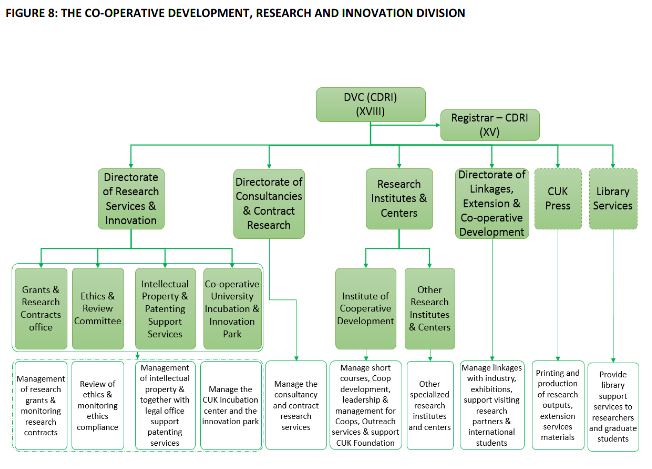 FIGURE 8: THE CO-OPERATIVE DEVELOPMENT, RESEARCH AND INNOVATION DIVISION
DVC (CDRI)
(XVIII)
Registrar – CDRI
(XV)
Directorate
of Research
Services &
Innovation
Directorate of
Consultancies
& Contract
Research
Research
Institutes &
Centers
Directorate of
Linkages,
Extension &
Co-operative
Development
CUK
Press
Library
Services
Grants &
Research
Contracts
office
Ethics &
Review
Committee
Intellectual
Property &
Patenting
Support
Services
Co-operative
University
Incubation &
Innovation
Park
Institute of
Cooperative
Development
Other
Research
Institutes
& Centers
Management
of research
grants &
monitoring
research
contracts
Review of
ethics &
monitoring
ethics
compliance
Management
of intellectual
property &
together with
legal office
support
patenting
services
Manage the
CUK incubation
center and the
innovation park
Manage the
consultancy
and contract
research
services
Manage short
courses, Coop
development,
leadership &
management for
Coops, Outreach
services & support
CUK Foundation
Other
specialized
research
institutes
and centers
Manage linkages
with industry,
exhibitions,
support visiting
research
partners &
international
students
Printing and
production
of research
outputs,
extension
services
materials
Provide
library
support
services to
researchers
and graduate
students